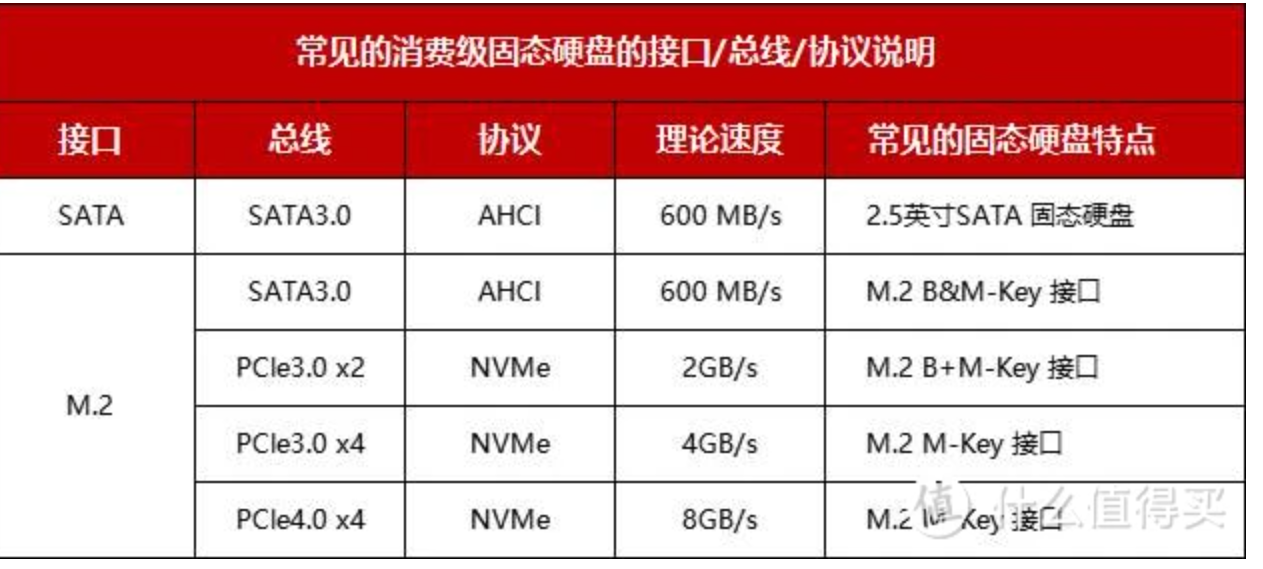 常见的消费级固态硬盘的接口/总线/协议说明
接口 总线 协议 理论速度 常见的固态硬盘特点
SATA SATA3.0 AHCI 600 MB/s 2.5英寸SATA 固态硬盘
M.2 SATA3.0 AHCI 600 MB/s M.2 B&M-Key 接口
PCIe3.0 x2 NVMe 2GB/s M.2 B+M-Key 接口
PCIe3.0 x4 NVMe 4GB/s M.2 M-Key 接口
PCIe4.0 x4 NVMe 8GB/s M.2 M-Key 接口
值 什么值得买